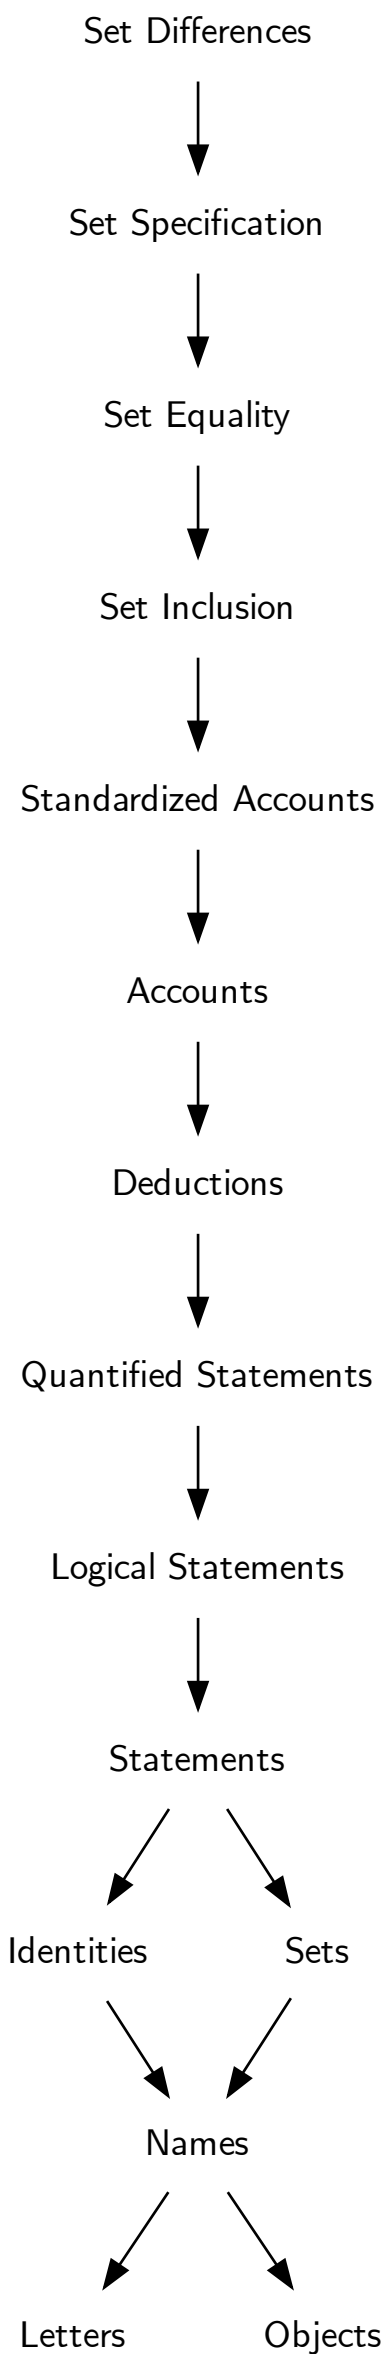 Set Differences
Set Specification
Set Equality
Set Inclusion
Standardized Accounts
Accounts
Deductions
Quantified Statements
Logical Statements
Statements
Identities Sets
Names
Letters Objects